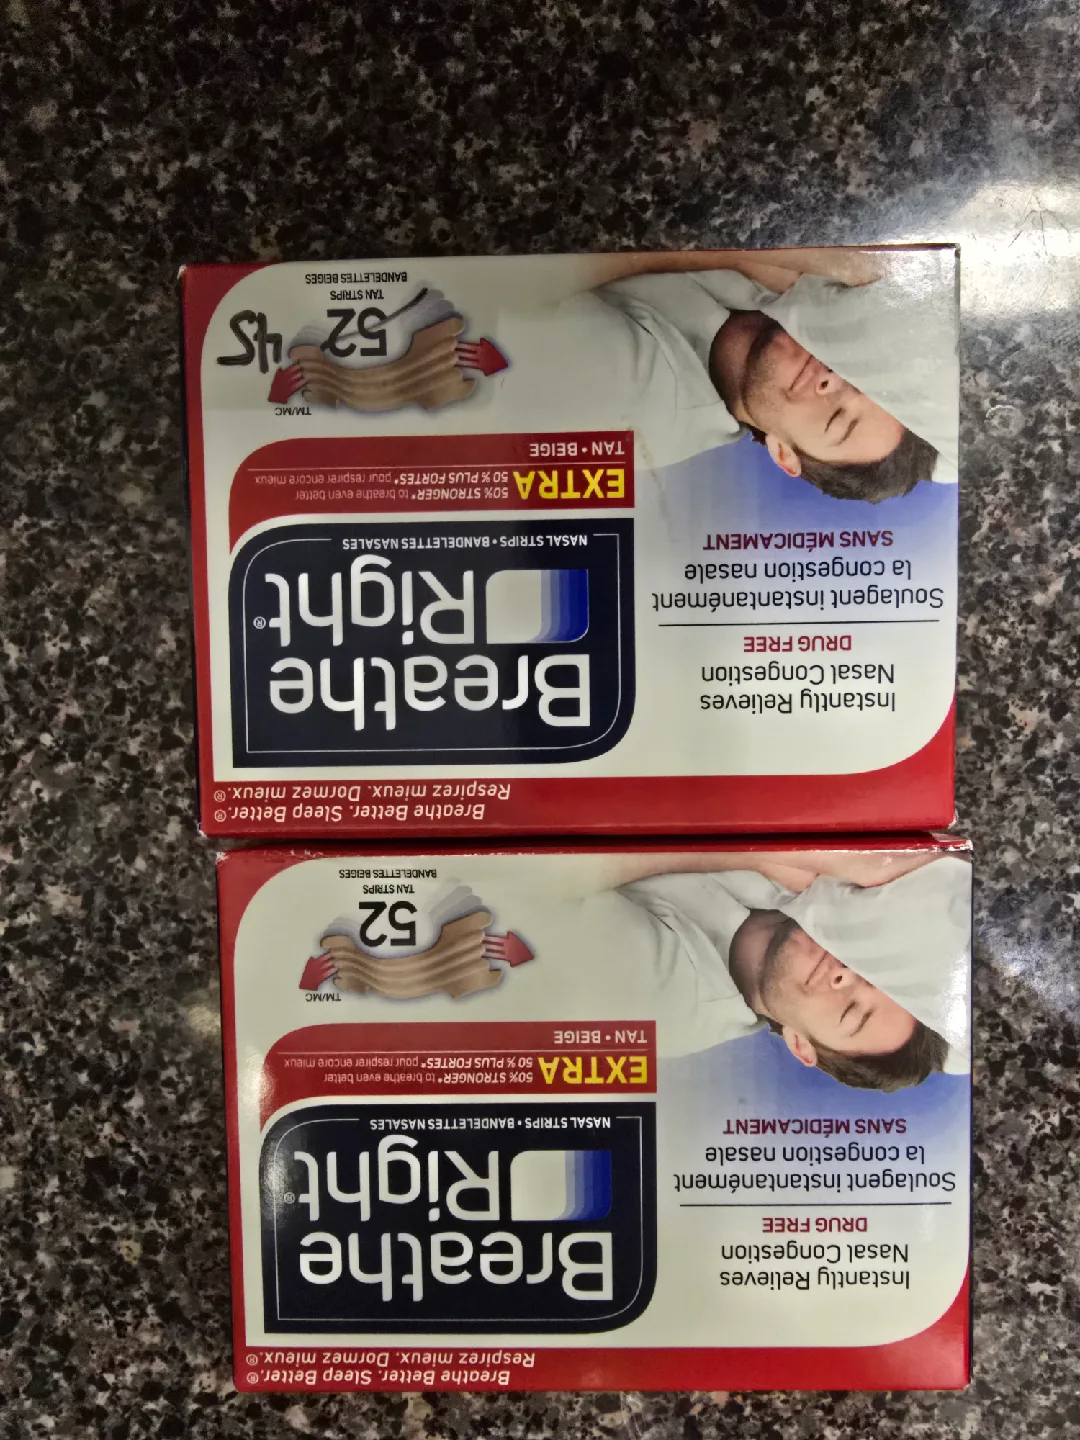 Breathe Better. Sleep Better.®
Respirez mieux. Dormez mieux.®
Instantly Relieves
Nasal Congestion
DRUG FREE
Soulagent instantanément
la congestion nasale
SANS MÉDICAMENT
Breathe
Right®
NASAL STRIPS • BANDELETTES NASALES
EXTRA
50% STRONGER* to breathe even better
50 % PLUS FORTES* pour respirer encore mieux
TAN • BEIGE
TM/MC
52
TAN STRIPS
BANDELETTES BEIGES
Breathe Better. Sleep Better.®
Respirez mieux. Dormez mieux.®
Instantly Relieves
Nasal Congestion
DRUG FREE
Soulagent instantanément
la congestion nasale
SANS MÉDICAMENT
Breathe
Right®
NASAL STRIPS • BANDELETTES NASALES
EXTRA
50% STRONGER* to breathe even better
50 % PLUS FORTES* pour respirer encore mieux
TAN • BEIGE
TM/MC
52 45
TAN STRIPS
BANDELETTES BEIGES